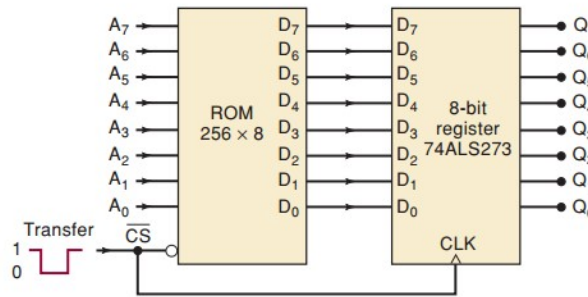 A₇ D₇ D₇ Q
A₆ D₆ D₆ Q
A₅ D₅ D₅ Q
A₄ ROM D₄ D₄ 8-bit Q
A₃ 256 × 8 D₃ D₃ register Q
A₂ D₂ D₂ 74ALS273 Q
A₁ D₁ D₁ Q
A₀ D₀ D₀ Q
Transfer C̅S̅ CLK
1
0